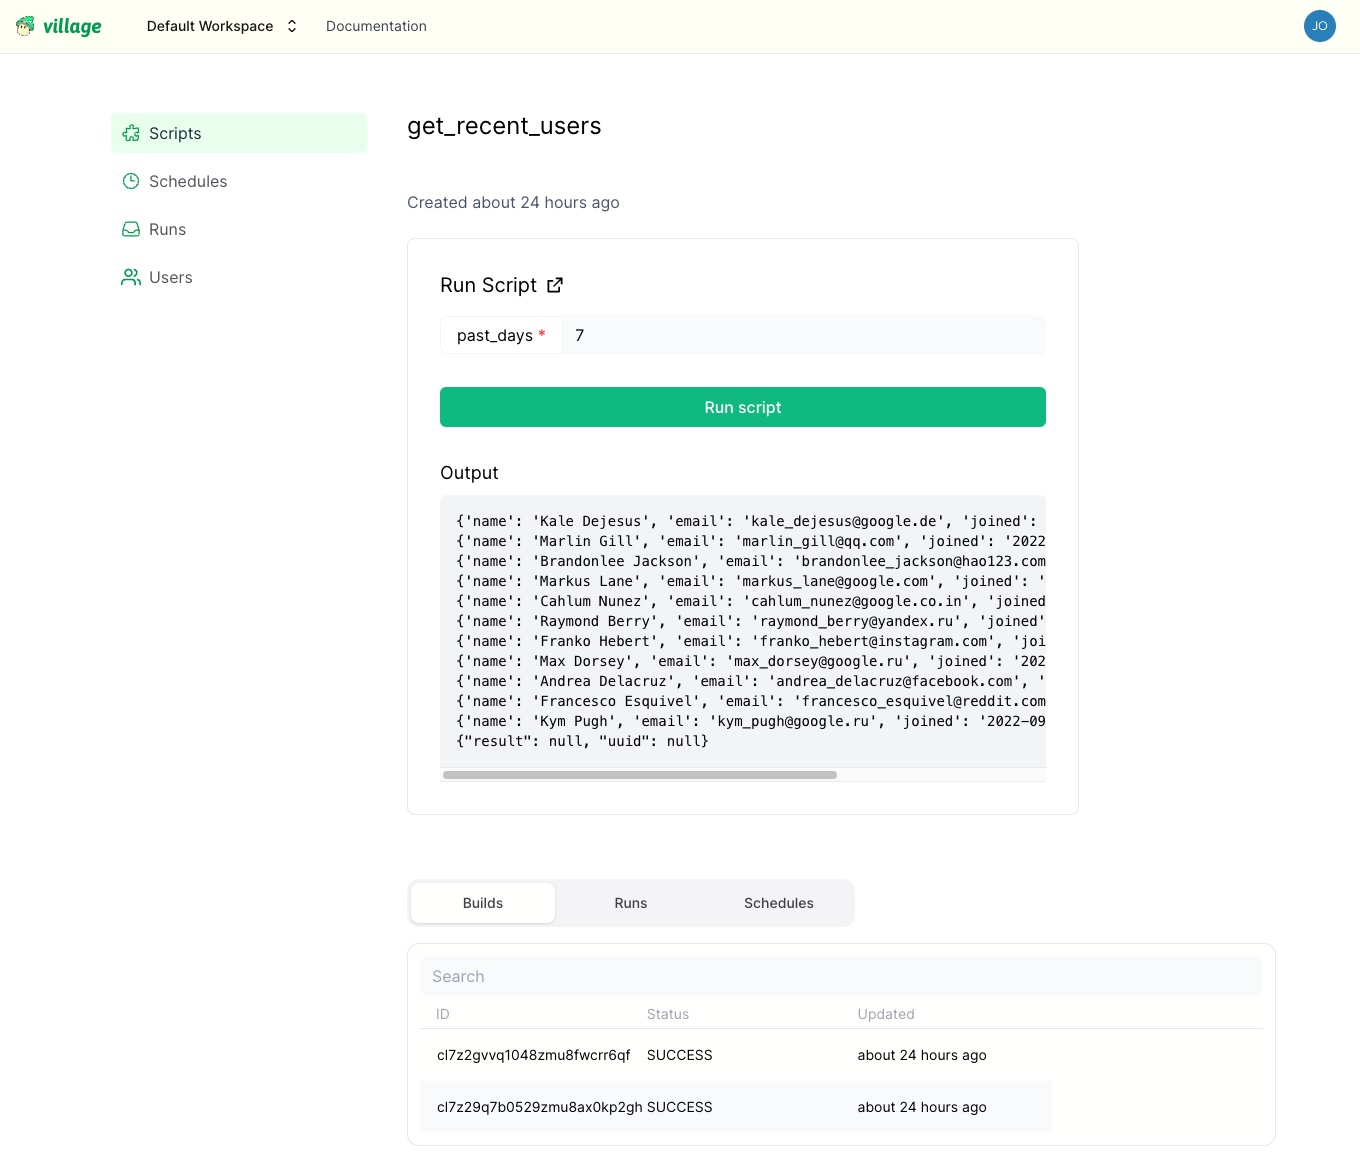 village
Default Workspace
Documentation
JO
Scripts
Schedules
Runs
Users
get_recent_users
Created about 24 hours ago
Run Script
past_days * 7
Run script
Output
{'name': 'Kale Dejesus', 'email': 'kale_dejesus@google.de', 'joined':
{'name': 'Marlin Gill', 'email': 'marlin_gill@qq.com', 'joined': '2022
{'name': 'Brandonlee Jackson', 'email': 'brandonlee_jackson@hao123.com
{'name': 'Markus Lane', 'email': 'markus_lane@google.com', 'joined': '
{'name': 'Cahlum Nunez', 'email': 'cahlum_nunez@google.co.in', 'joined
{'name': 'Raymond Berry', 'email': 'raymond_berry@yandex.ru', 'joined'
{'name': 'Franko Hebert', 'email': 'franko_hebert@instagram.com', 'joi
{'name': 'Max Dorsey', 'email': 'max_dorsey@google.ru', 'joined': '202
{'name': 'Andrea Delacruz', 'email': 'andrea_delacruz@facebook.com', '
{'name': 'Francesco Esquivel', 'email': 'francesco_esquivel@reddit.com
{'name': 'Kym Pugh', 'email': 'kym_pugh@google.ru', 'joined': '2022-09
{"result": null, "uuid": null}
Builds Runs Schedules
Search
ID Status Updated
cl7z2gvvq1048zmu8fwcrr6qf SUCCESS about 24 hours ago
cl7z29q7b0529zmu8ax0kp2gh SUCCESS about 24 hours ago